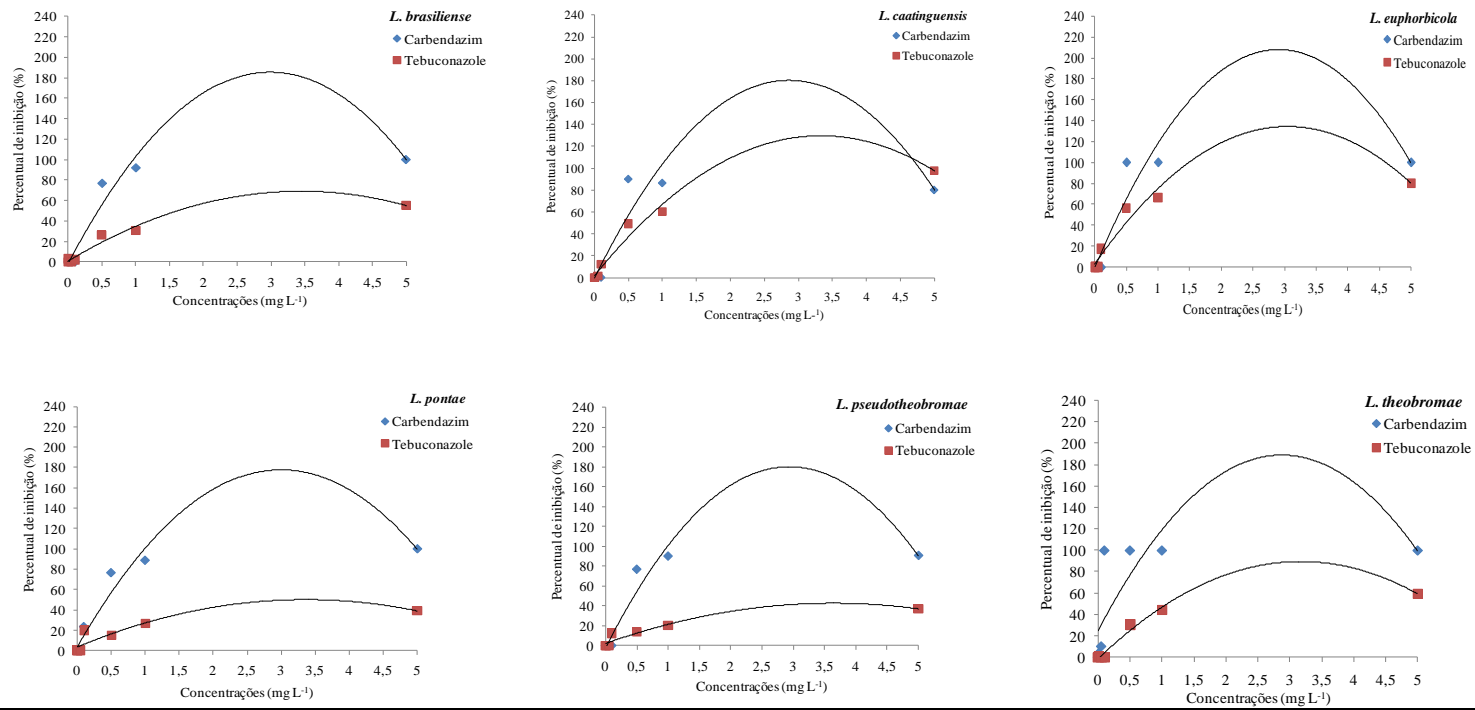 L. brasiliense
Carbendazim
Tebuconazole
Percentual de inibição (%)
240
220
200
180
160
140
120
100
80
60
40
20
0
0 0,5 1 1,5 2 2,5 3 3,5 4 4,5 5
Concentrações (mg L-1)
L. caatinguensis
Carbendazim
Tebuconazole
Percentual de inibição (%)
240
220
200
180
160
140
120
100
80
60
40
20
0
0 0,5 1 1,5 2 2,5 3 3,5 4 4,5 5
Concentrações (mg L-1)
L. euphorbicola
Carbendazim
Tebuconazole
Percentual de inibição (%)
240
220
200
180
160
140
120
100
80
60
40
20
0
0 0,5 1 1,5 2 2,5 3 3,5 4 4,5 5
Concentrações (mg L-1)
L. pontae
Carbendazim
Tebuconazole
Percentual de inibição (%)
240
220
200
180
160
140
120
100
80
60
40
20
0
0 0,5 1 1,5 2 2,5 3 3,5 4 4,5 5
Concentrações (mg L-1)
L. pseudotheobromae
Carbendazim
Tebuconazole
Percentual de inibição (%)
240
220
200
180
160
140
120
100
80
60
40
20
0
0 0,5 1 1,5 2 2,5 3 3,5 4 4,5 5
Concentrações (mg L-1)
L. theobromae
Carbendazim
Tebuconazole
Percentual de inibição (%)
240
220
200
180
160
140
120
100
80
60
40
20
0
0 0,5 1 1,5 2 2,5 3 3,5 4 4,5 5
Concentrações (mg L-1)